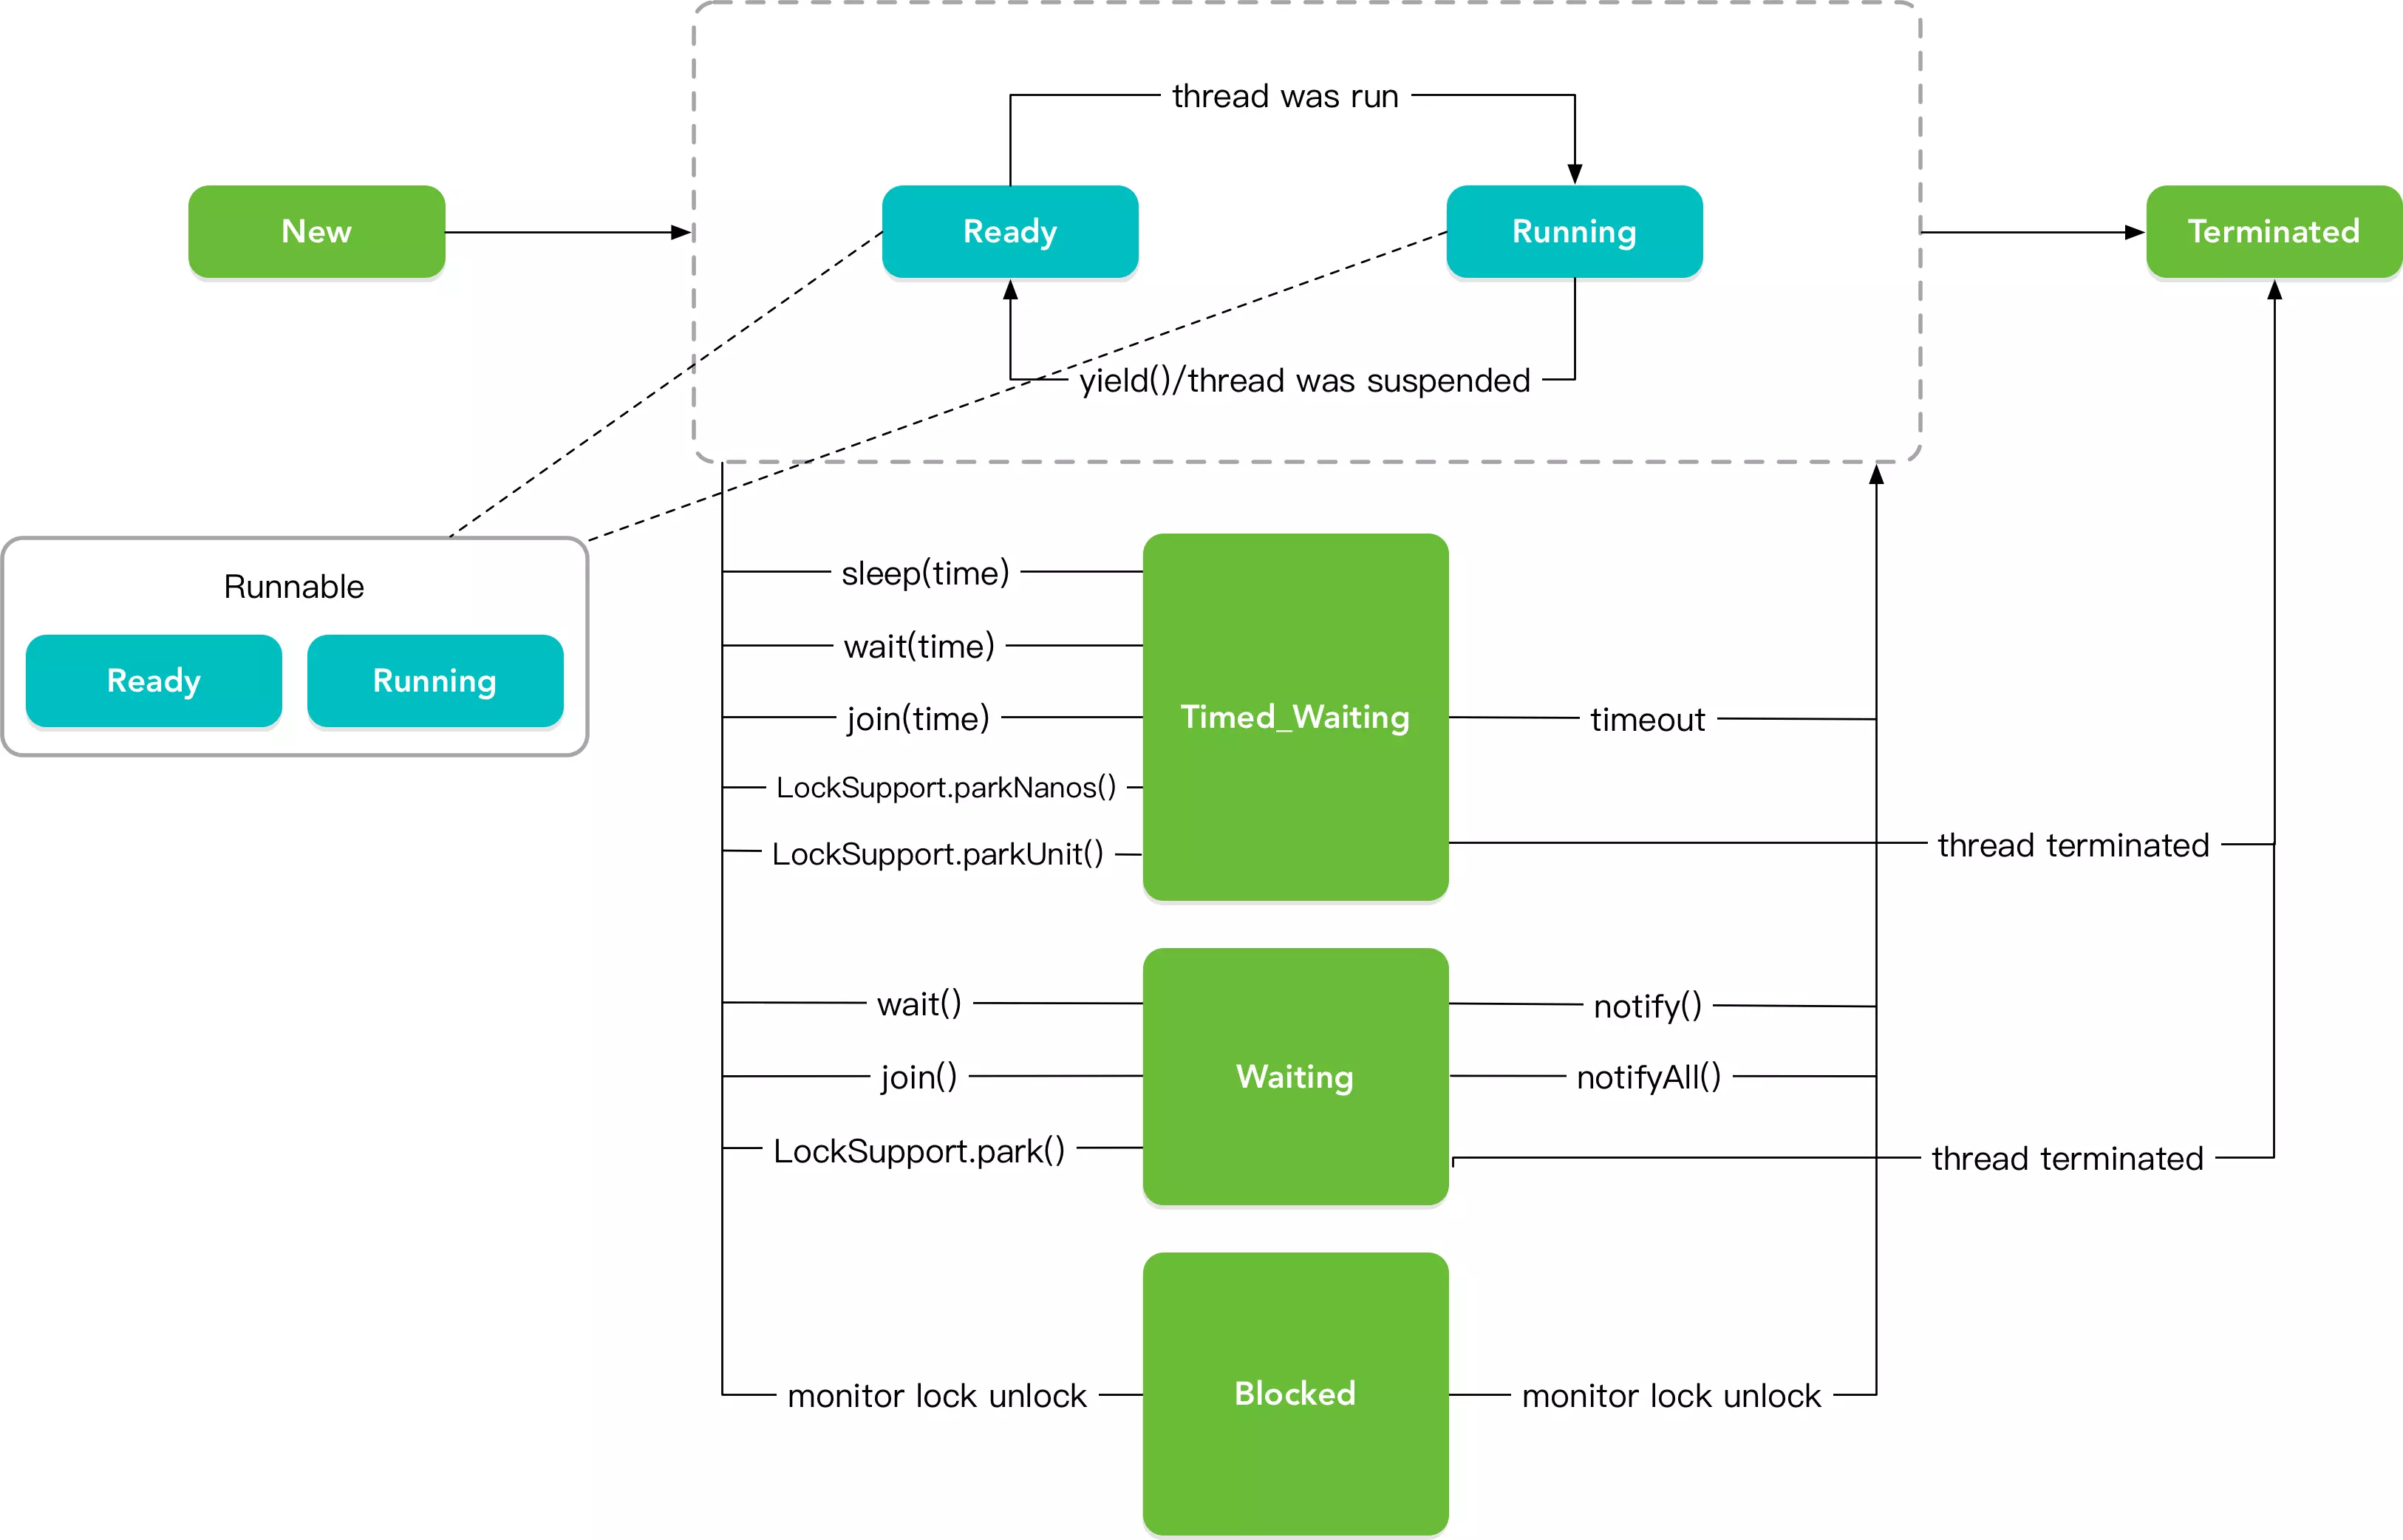 thread was run
New
Ready
Running
Terminated
yield()/thread was suspended
Runnable
Ready
Running
sleep(time)
wait(time)
join(time)
LockSupport.parkNanos()
LockSupport.parkUnit()
Timed_Waiting
timeout
thread terminated
wait()
join()
LockSupport.park()
Waiting
notify()
notifyAll()
thread terminated
monitor lock unlock
Blocked
monitor lock unlock